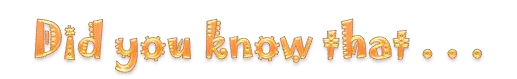 Did you know that . . .